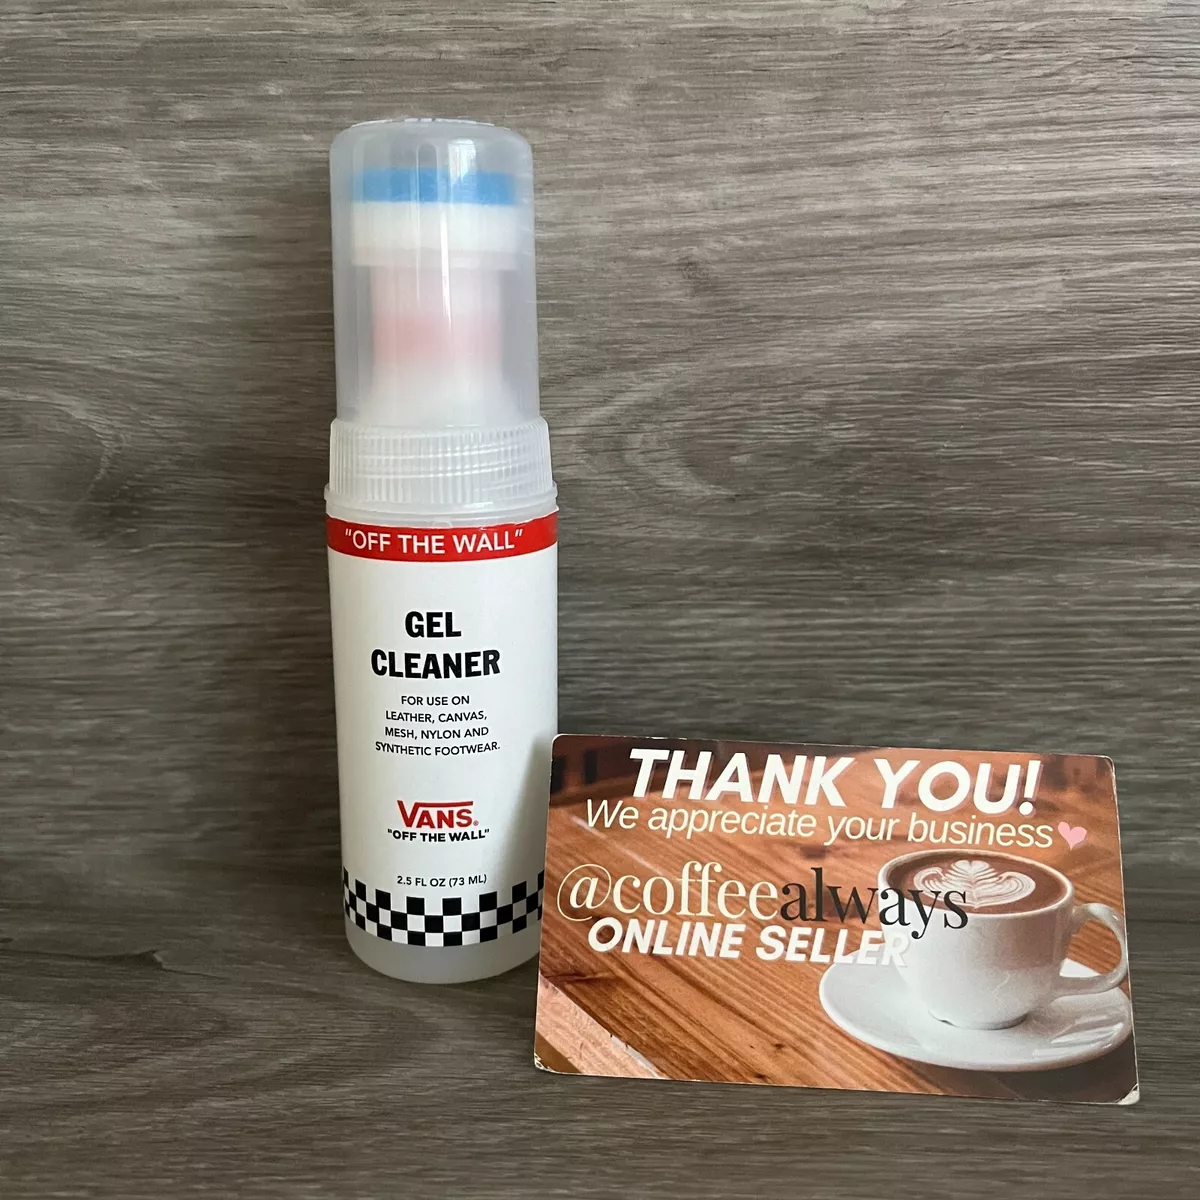 "OFF THE WALL"
GEL
CLEANER
FOR USE ON
LEATHER, CANVAS,
MESH, NYLON AND
SYNTHETIC FOOTWEAR.
VANS®
"OFF THE WALL"
2.5 FL OZ (73 ML)
THANK YOU!
We appreciate your business
@coffeealways
ONLINE SELLER